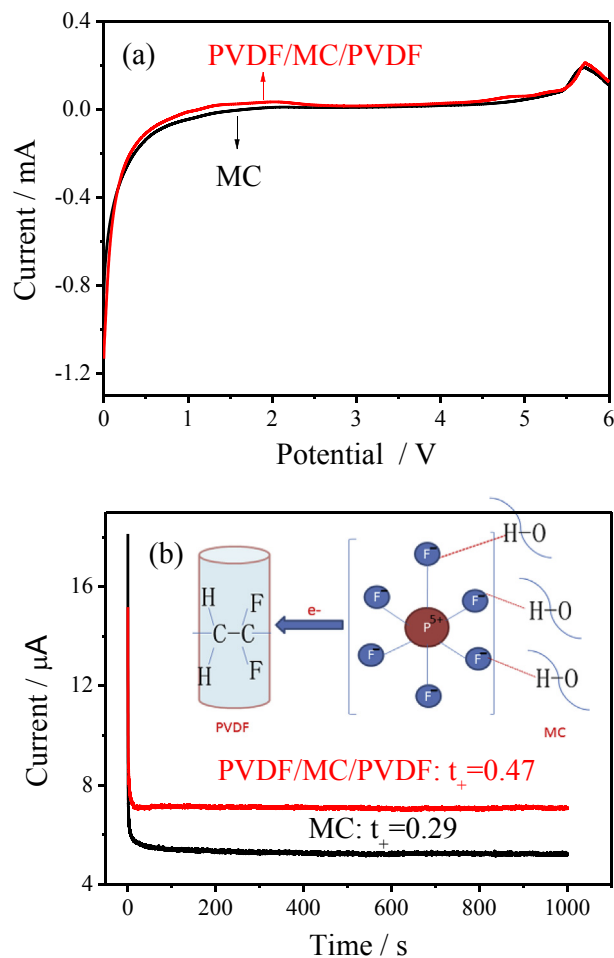 (a)
PVDF/MC/PVDF
MC
0.4
0.0
-0.4
-0.8
-1.2
Current / mA
0 1 2 3 4 5 6
Potential / V
(b)
H-O
H F
C-C
H F
PVDF
e-
F-
F- F-
P5+
F- F-
F-
H-O
H-O
MC
PVDF/MC/PVDF: t+=0.47
MC: t+=0.29
16
12
8
4
Current / μA
0 200 400 600 800 1000
Time / s